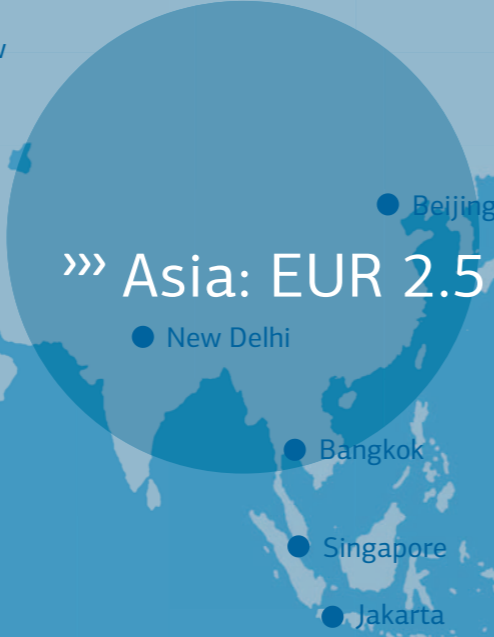 Beijing
››› Asia: EUR 2.5
New Delhi
Bangkok
Singapore
Jakarta